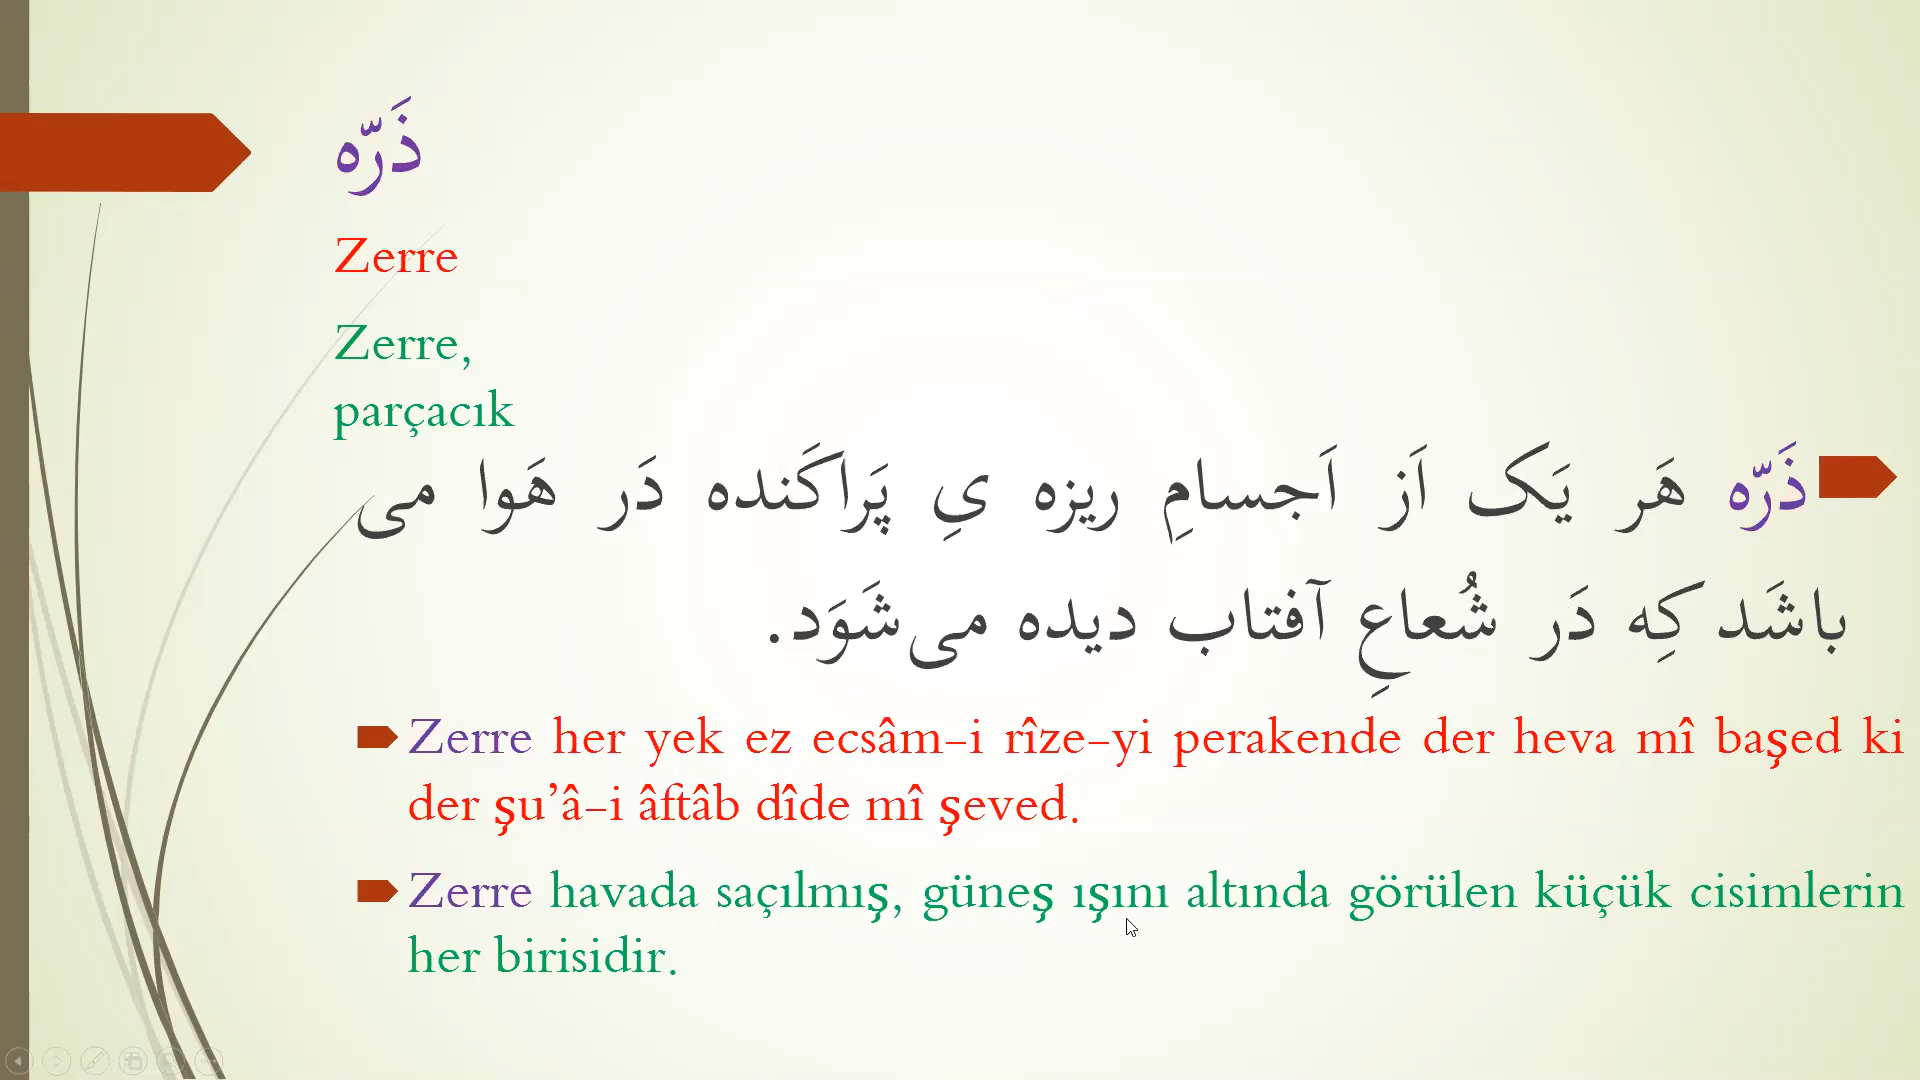 ذَرّه
Zerre
Zerre,
parçacık
ذَرّه هَر یَک اَز اَجسامِ ریزه یِ پَراکَنده دَر هَوا می
باشَد کِه دَر شُعاعِ آفتاب دیده می‌شَوَد.
Zerre her yek ez ecsâm-i rîze-yi perakende der heva mî başed ki
der şu’â-i âftâb dîde mî şeved.
Zerre havada saçılmış, güneş ışını altında görülen küçük cisimlerin
her birisidir.